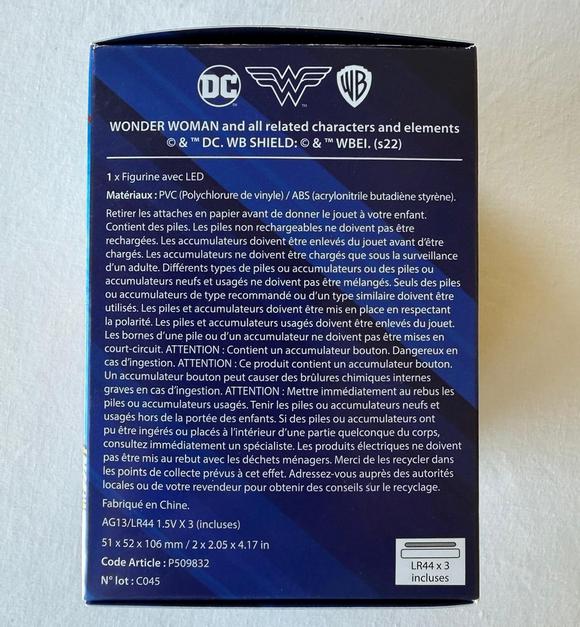 DC
W
WB
WONDER WOMAN and all related characters and elements
© & ™ DC. WB SHIELD: © & ™ WBEI. (s22)
1 x Figurine avec LED
Matériaux : PVC (Polychlorure de vinyle) / ABS (acrylonitrile butadiène styrène).
Retirer les attaches en papier avant de donner le jouet à votre enfant.
Contient des piles. Les piles non rechargeables ne doivent pas être
rechargées. Les accumulateurs doivent être enlevés du jouet avant d'être
chargés. Les accumulateurs ne doivent être chargés que sous la surveillance
d'un adulte. Différents types de piles ou accumulateurs ou des piles ou
accumulateurs neufs et usagés ne doivent pas être mélangés. Seuls des piles
ou accumulateurs de type recommandé ou d'un type similaire doivent être
utilisés. Les piles et accumulateurs doivent être mis en place en respectant
la polarité. Les piles et accumulateurs usagés doivent être enlevés du jouet.
Les bornes d'une pile ou d'un accumulateur ne doivent pas être mises en
court-circuit. ATTENTION : Contient un accumulateur bouton. Dangereux en
cas d'ingestion. ATTENTION : Ce produit contient un accumulateur bouton.
Un accumulateur bouton peut causer des brûlures chimiques internes
graves en cas d'ingestion. ATTENTION : Mettre immédiatement au rebus les
piles ou accumulateurs usagés. Tenir les piles ou accumulateurs neufs et
usagés hors de la portée des enfants. Si des piles ou accumulateurs ont
pu être ingérés ou placés à l'intérieur d'une partie quelconque du corps,
consultez immédiatement un spécialiste. Les produits électriques ne doivent
pas être mis au rebut avec les déchets ménagers. Merci de les recycler dans
les points de collecte prévus à cet effet. Adressez-vous auprès des autorités
locales ou de votre revendeur pour obtenir des conseils sur le recyclage.
Fabriqué en Chine.
AG13/LR44 1.5V X 3 (incluses)
51 x 52 x 106 mm / 2 x 2.05 x 4.17 in
Code Article : P509832
N° lot : C045
LR44 x 3
incluses